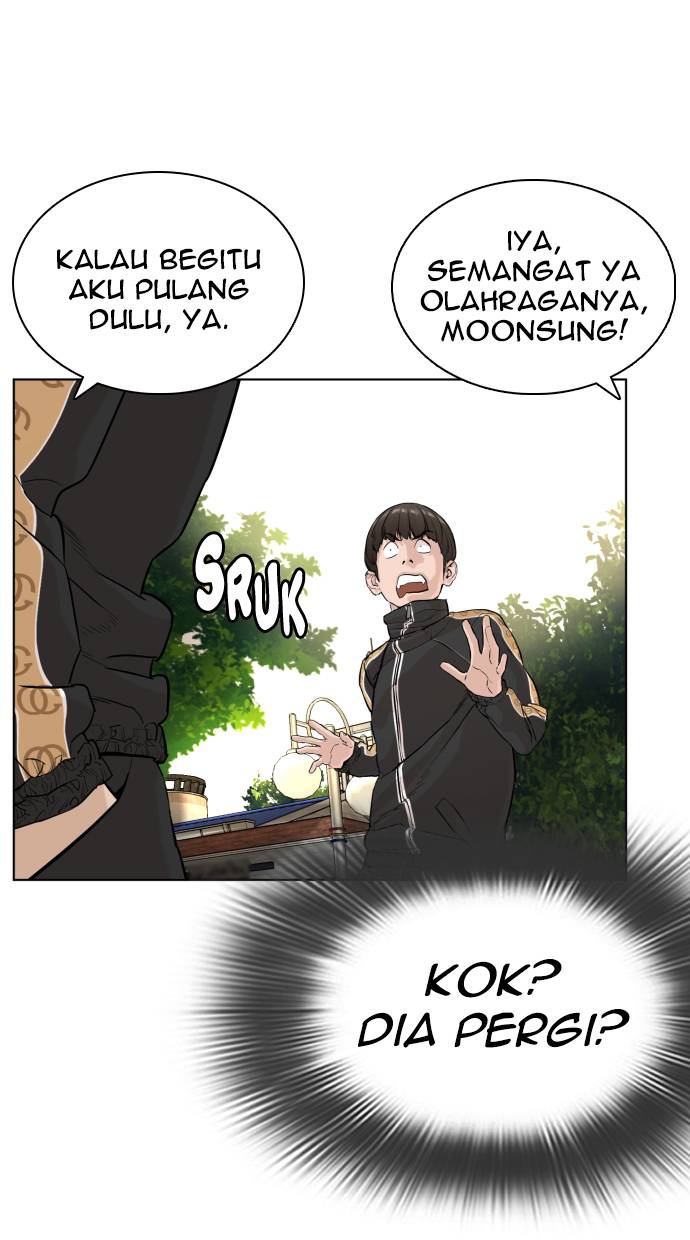 KALAU BEGITU
AKU PULANG
DULU, YA.
IYA,
SEMANGAT YA
OLAHRAGANYA,
MOONSUNG!
SRUK
KOK?
DIA PERGI?